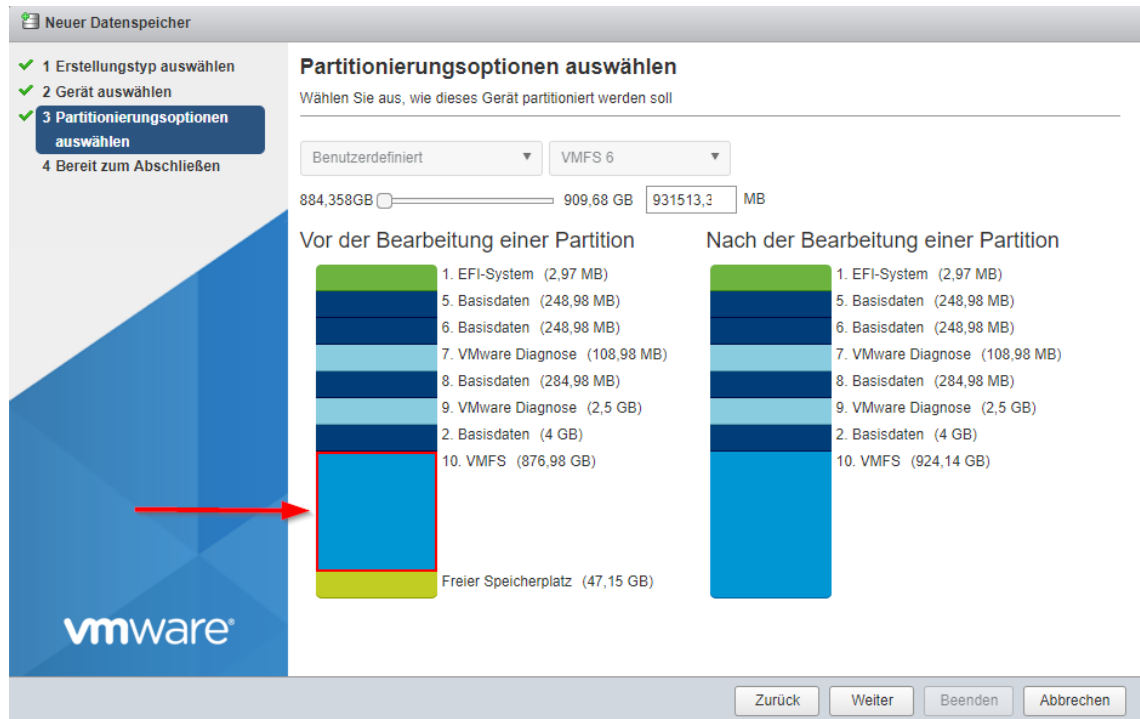 Neuer Datenspeicher
1 Erstellungstyp auswählen
2 Gerät auswählen
3 Partitionierungsoptionen
auswählen
4 Bereit zum Abschließen
Partitionierungsoptionen auswählen
Wählen Sie aus, wie dieses Gerät partitioniert werden soll
Benutzerdefiniert VMFS 6
884,358GB 909,68 GB 931513,3 MB
Vor der Bearbeitung einer Partition
1. EFI-System (2,97 MB)
5. Basisdaten (248,98 MB)
6. Basisdaten (248,98 MB)
7. VMware Diagnose (108,98 MB)
8. Basisdaten (284,98 MB)
9. VMware Diagnose (2,5 GB)
2. Basisdaten (4 GB)
10. VMFS (876,98 GB)
Freier Speicherplatz (47,15 GB)
Nach der Bearbeitung einer Partition
1. EFI-System (2,97 MB)
5. Basisdaten (248,98 MB)
6. Basisdaten (248,98 MB)
7. VMware Diagnose (108,98 MB)
8. Basisdaten (284,98 MB)
9. VMware Diagnose (2,5 GB)
2. Basisdaten (4 GB)
10. VMFS (924,14 GB)
vmware®
Zurück Weiter Beenden Abbrechen